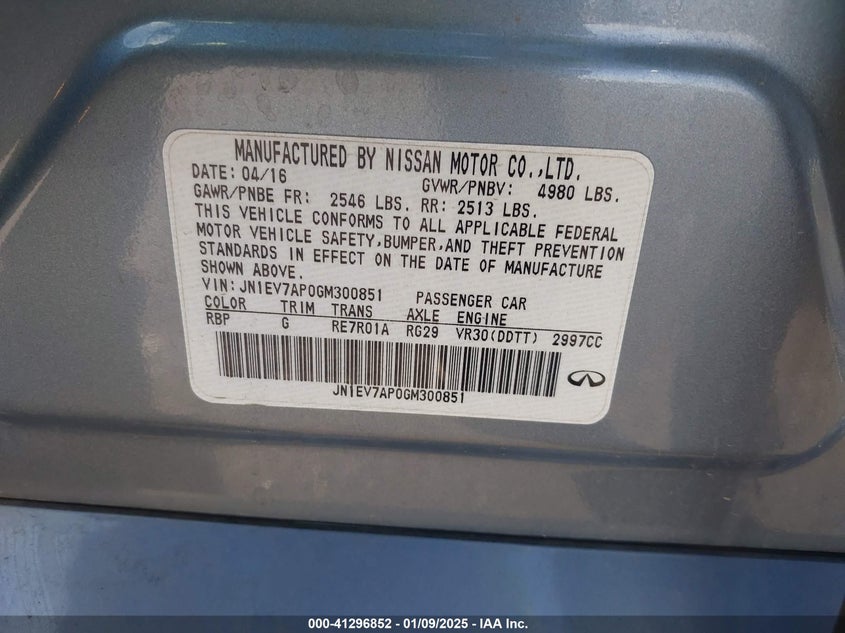 MANUFACTURED BY NISSAN MOTOR CO.,LTD.
DATE: 04/16 GVWR/PNBV: 4980 LBS.
GAWR/PNBE FR: 2546 LBS. RR: 2513 LBS.
THIS VEHICLE CONFORMS TO ALL APPLICABLE FEDERAL
MOTOR VEHICLE SAFETY,BUMPER,AND THEFT PREVENTION
STANDARDS IN EFFECT ON THE DATE OF MANUFACTURE
SHOWN ABOVE.
VIN: JN1EV7AP0GM300851 PASSENGER CAR
COLOR TRIM TRANS AXLE ENGINE
RBP G RE7R01A RG29 VR30(DDTT) 2997CC
JN1EV7AP0GM300851
000-41296852 — 01/09/2025 — IAA Inc.